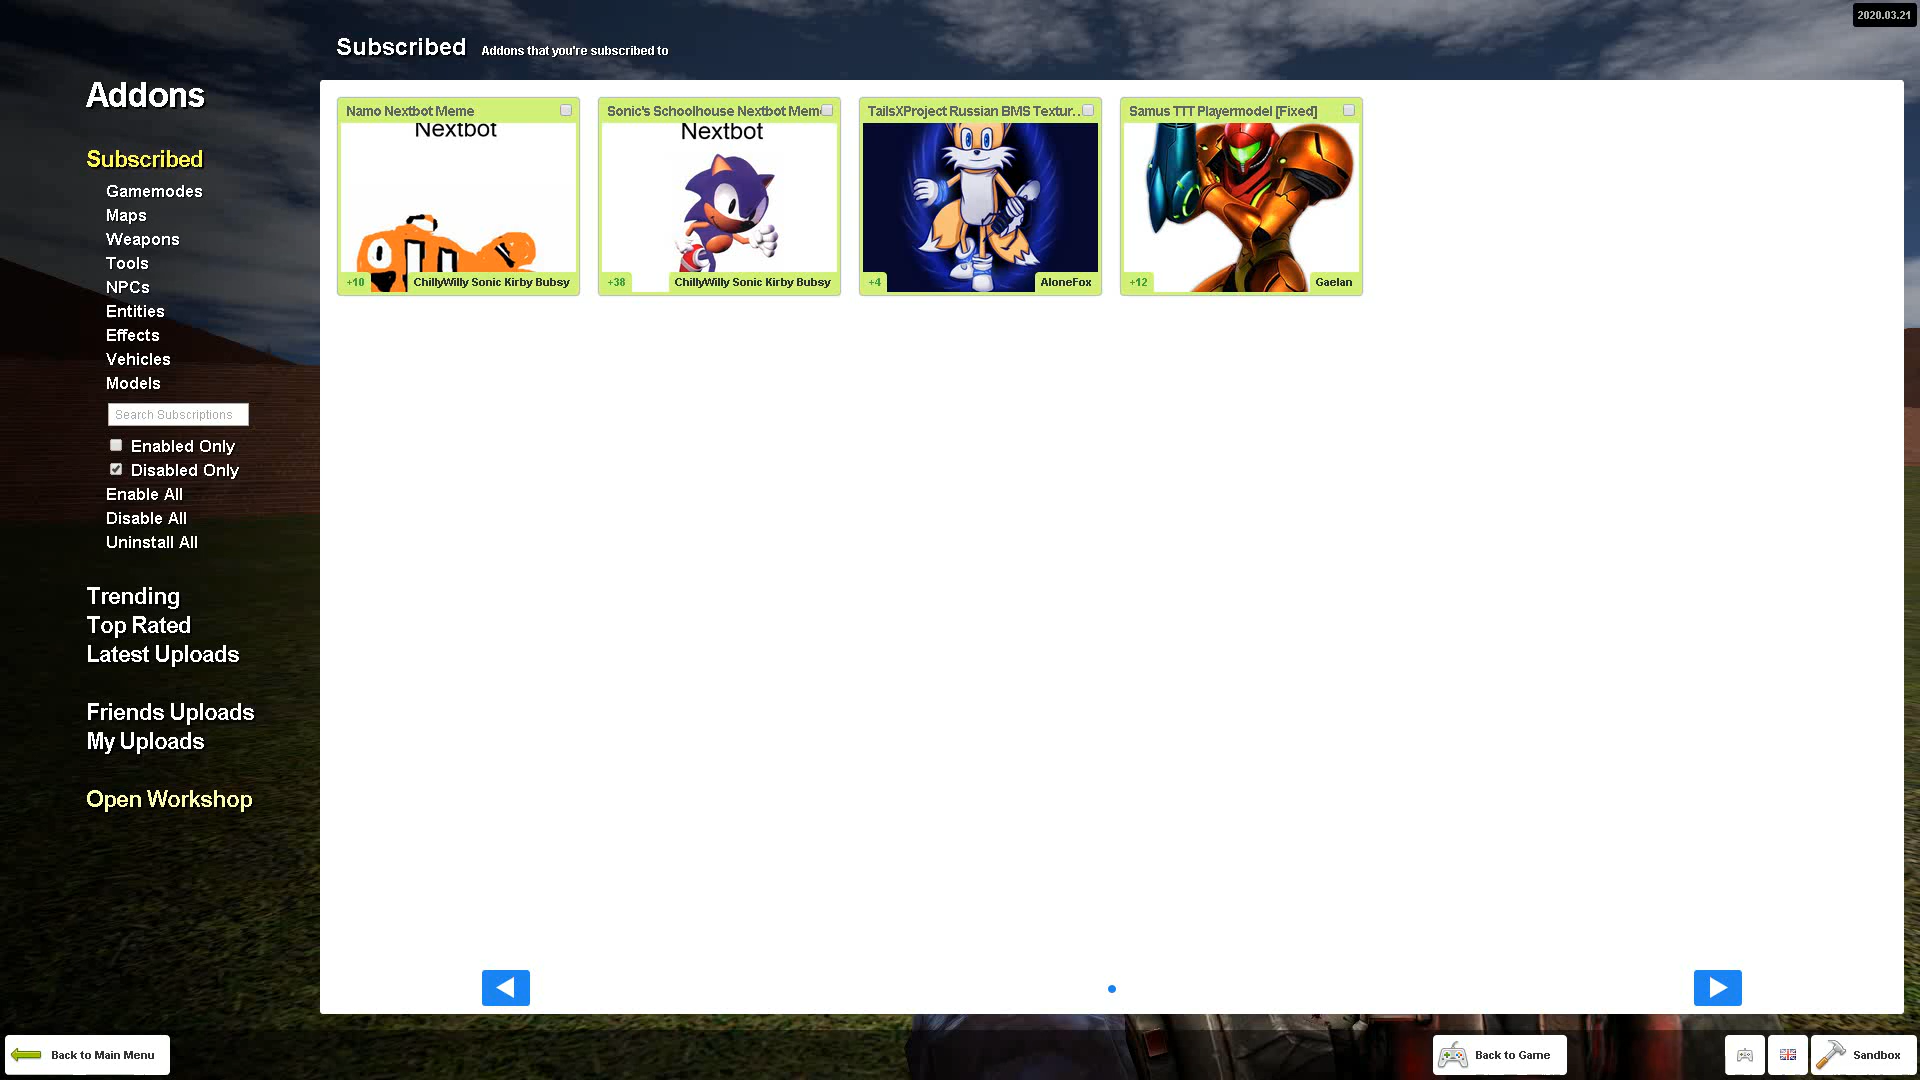 2020.03.21
Subscribed Addons that you're subscribed to
Addons
Subscribed
Gamemodes
Maps
Weapons
Tools
NPCs
Entities
Effects
Vehicles
Models
Search Subscriptions
Enabled Only
Disabled Only
Enable All
Disable All
Uninstall All
Trending
Top Rated
Latest Uploads
Friends Uploads
My Uploads
Open Workshop
Namo Nextbot Meme
Nextbot
+10 ChillyWilly Sonic Kirby Bubsy
Sonic's Schoolhouse Nextbot Meme
Nextbot
+38 ChillyWilly Sonic Kirby Bubsy
TailsXProject Russian BMS Textur..
+4 AloneFox
Samus TTT Playermodel [Fixed]
+12 Gaelan
Back to Main Menu
Back to Game
Sandbox